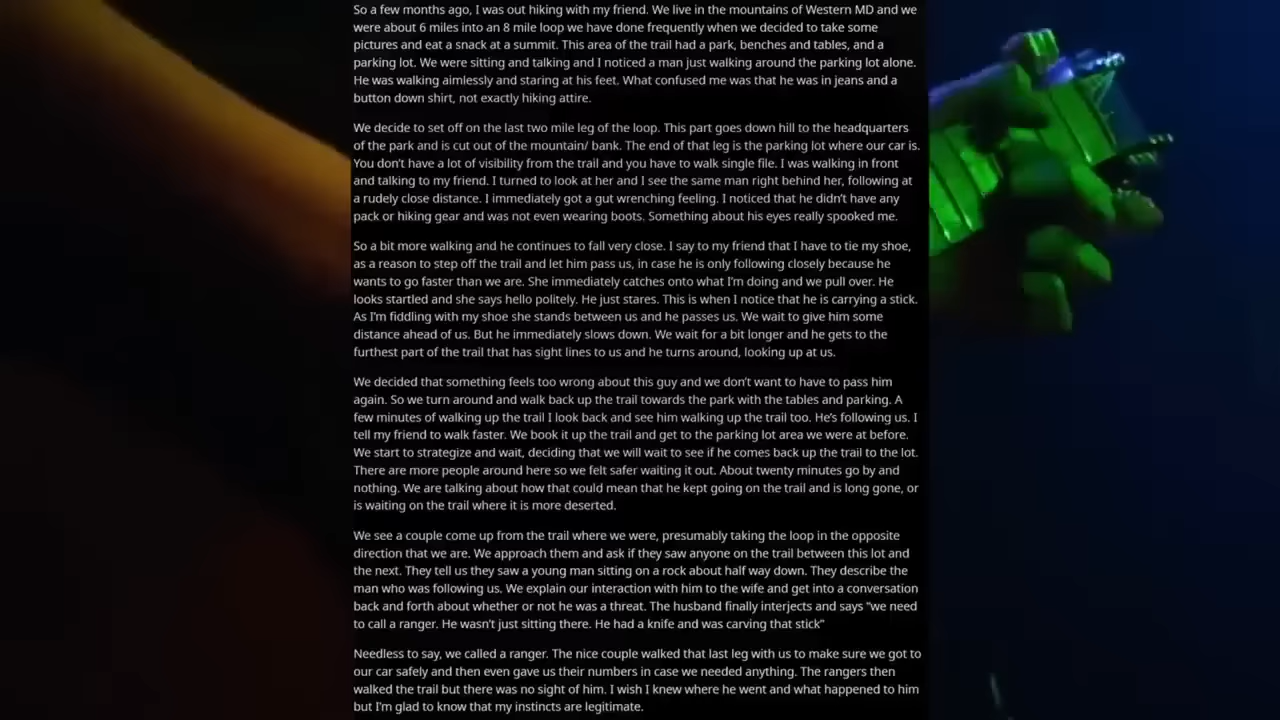 So a few months ago, I was out hiking with my friend. We live in the mountains of Western MD and we
were about 6 miles into an 8 mile loop we have done frequently when we decided to take some
pictures and eat a snack at a summit. This area of the trail had a park, benches and tables, and a
parking lot. We were sitting and talking and I noticed a man just walking around the parking lot alone.
He was walking aimlessly and staring at his feet. What confused me was that he was in jeans and a
button down shirt, not exactly hiking attire.
We decide to set off on the last two mile leg of the loop. This part goes down hill to the headquarters
of the park and is cut out of the mountain/ bank. The end of that leg is the parking lot where our car is.
You don’t have a lot of visibility from the trail and you have to walk single file. I was walking in front
and talking to my friend. I turned to look at her and I see the same man right behind her, following at
a rudely close distance. I immediately got a gut wrenching feeling. I noticed that he didn’t have any
pack or hiking gear and was not even wearing boots. Something about his eyes really spooked me.
So a bit more walking and he continues to fall very close. I say to my friend that I have to tie my shoe,
as a reason to step off the trail and let him pass us, in case he is only following closely because he
wants to go faster than we are. She immediately catches onto what I’m doing and we pull over. He
looks startled and she says hello politely. He just stares. This is when I notice that he is carrying a stick.
As I’m fiddling with my shoe she stands between us and he passes us. We wait to give him some
distance ahead of us. But he immediately slows down. We wait for a bit longer and he gets to the
furthest part of the trail that has sight lines to us and he turns around, looking up at us.
We decided that something feels too wrong about this guy and we don’t want to have to pass him
again. So we turn around and walk back up the trail towards the park with the tables and parking. A
few minutes of walking up the trail I look back and see him walking up the trail too. He’s following us. I
tell my friend to walk faster. We book it up the trail and get to the parking lot area we were at before.
We start to strategize and wait, deciding that we will wait to see if he comes back up the trail to the lot.
There are more people around here so we felt safer waiting it out. About twenty minutes go by and
nothing. We are talking about how that could mean that he kept going on the trail and is long gone, or
is waiting on the trail where it is more deserted.
We see a couple come up from the trail where we were, presumably taking the loop in the opposite
direction that we are. We approach them and ask if they saw anyone on the trail between this lot and
the next. They tell us they saw a young man sitting on a rock about half way down. They describe the
man who was following us. We explain our interaction with him to the wife and get into a conversation
back and forth about whether or not he was a threat. The husband finally interjects and says “we need
to call a ranger. He wasn’t just sitting there. He had a knife and was carving that stick”
Needless to say, we called a ranger. The nice couple walked that last leg with us to make sure we got to
our car safely and then even gave us their numbers in case we needed anything. The rangers then
walked the trail but there was no sight of him. I wish I knew where he went and what happened to him
but I’m glad to know that my instincts are legitimate.